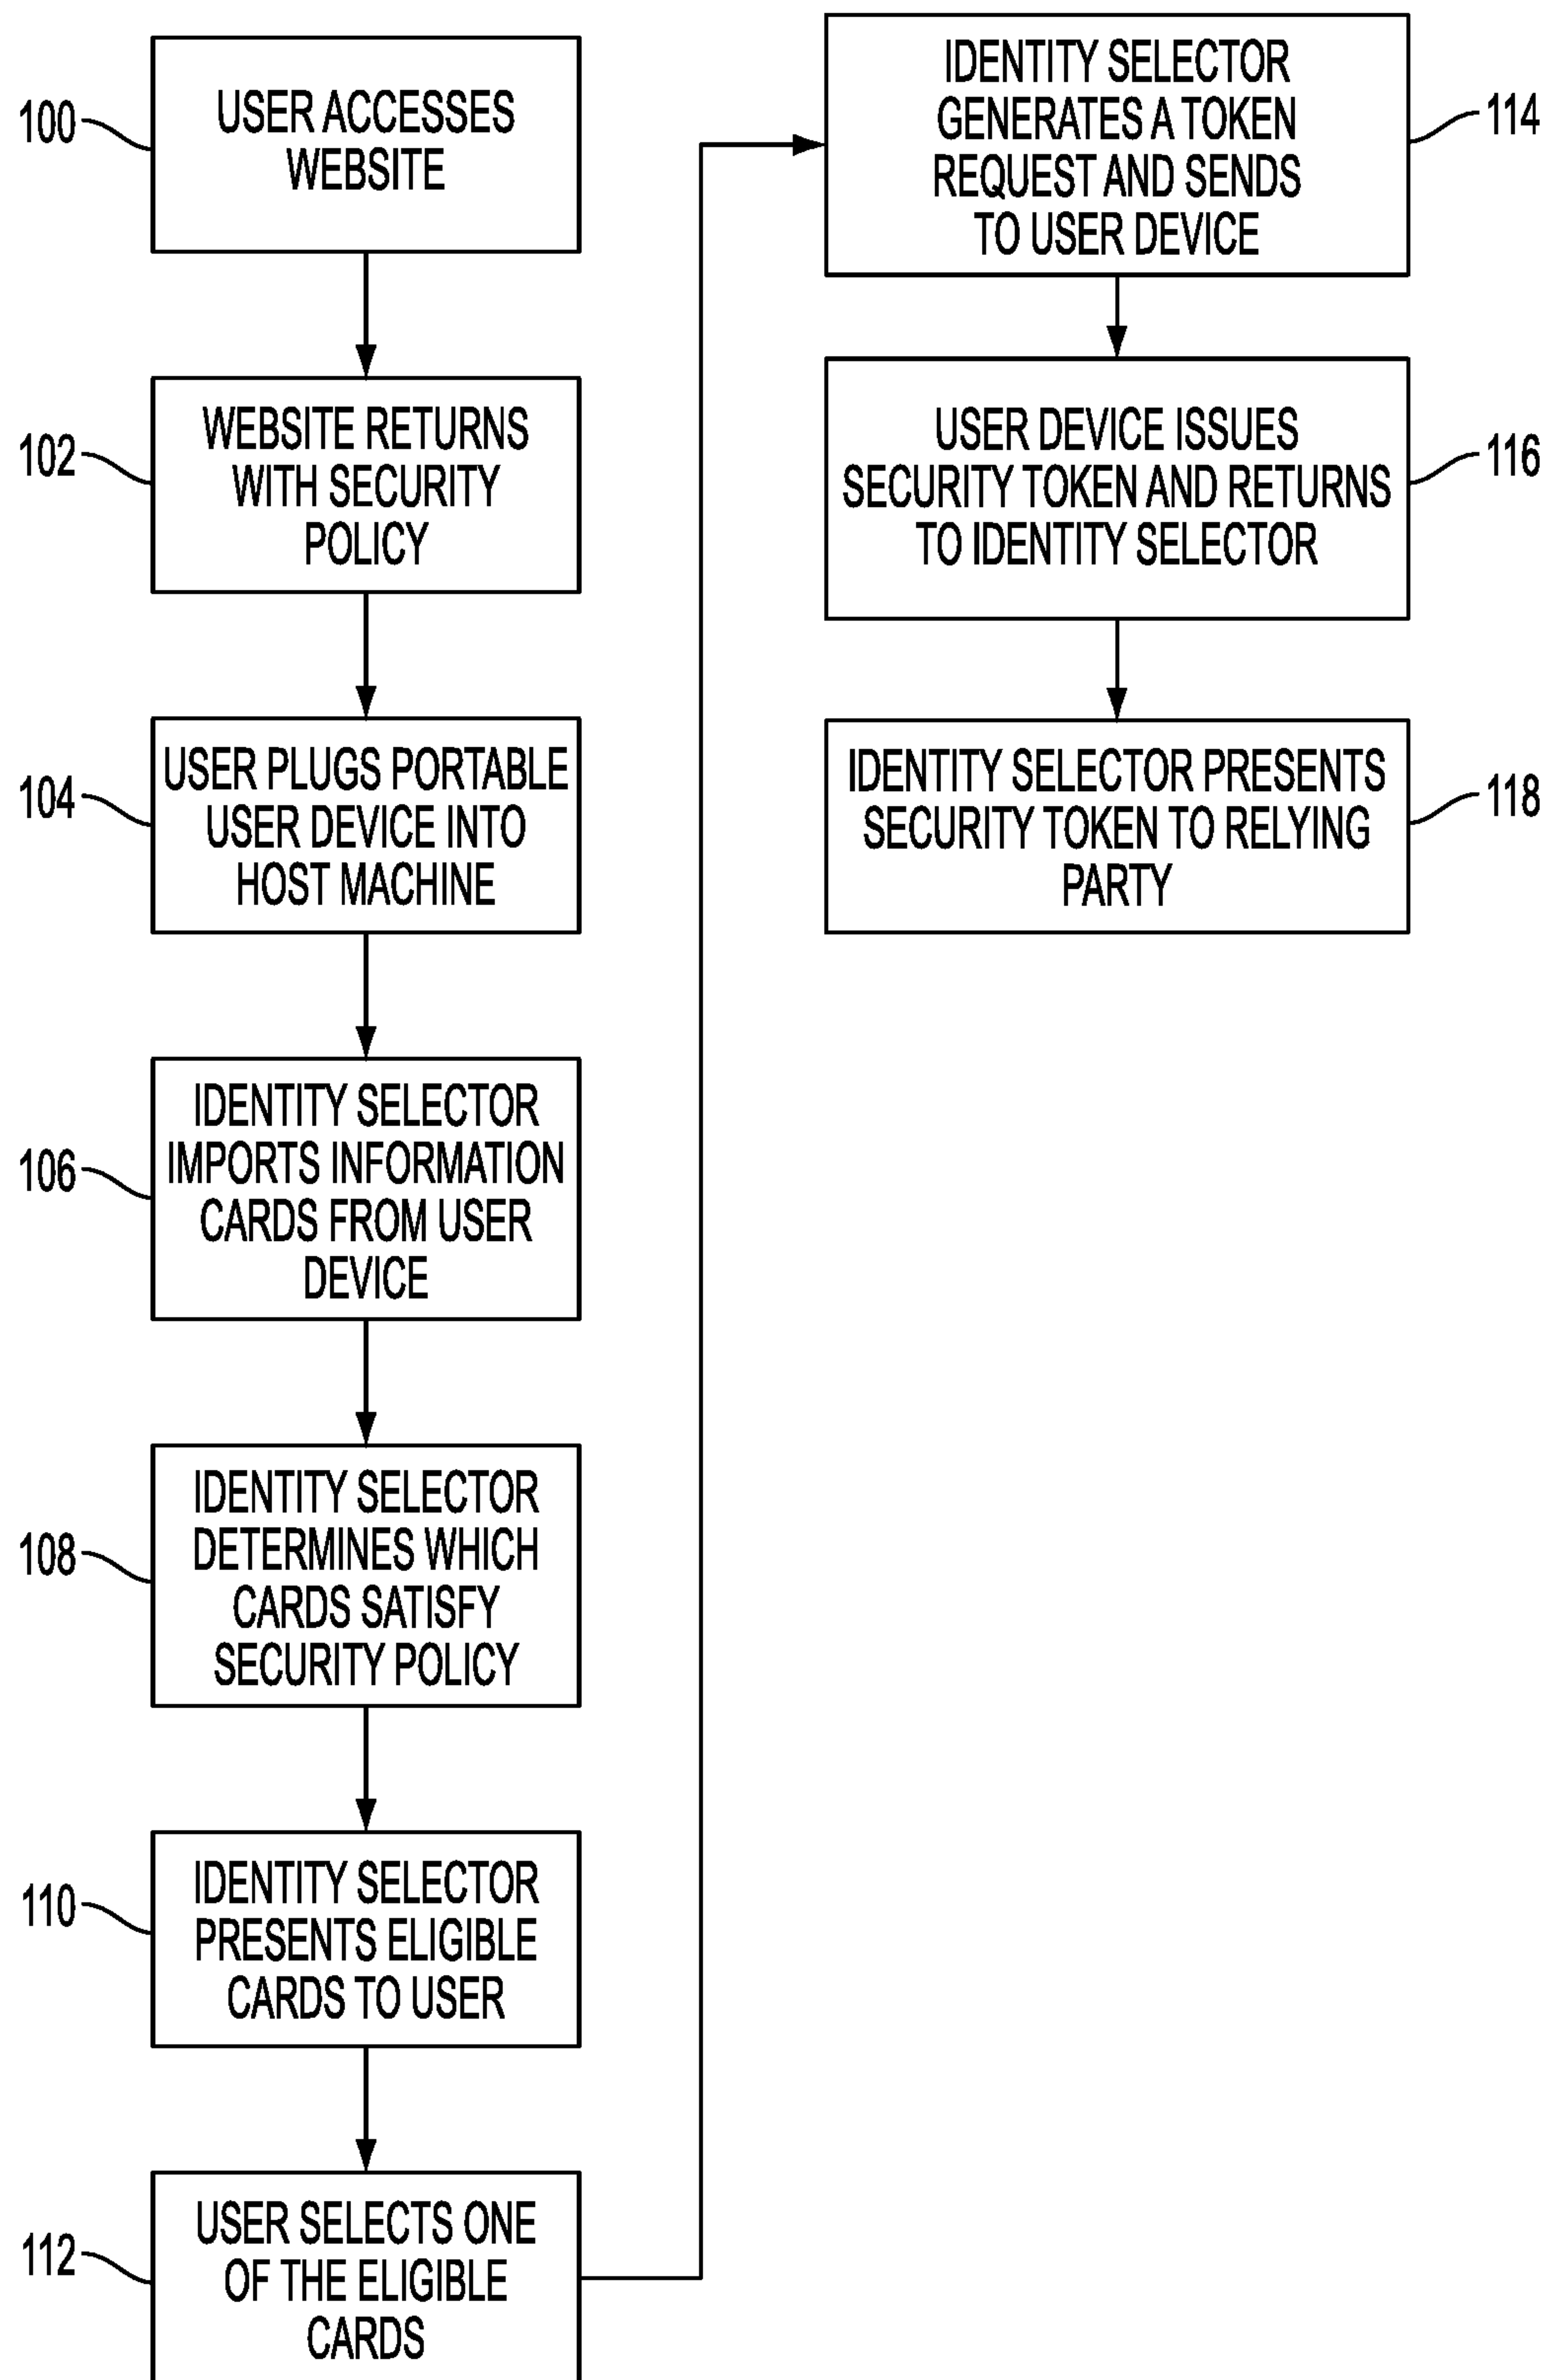 100
USER ACCESSES
WEBSITE
102
WEBSITE RETURNS
WITH SECURITY
POLICY
104
USER PLUGS PORTABLE
USER DEVICE INTO
HOST MACHINE
106
IDENTITY SELECTOR
IMPORTS INFORMATION
CARDS FROM USER
DEVICE
108
IDENTITY SELECTOR
DETERMINES WHICH
CARDS SATISFY
SECURITY POLICY
110
IDENTITY SELECTOR
PRESENTS ELIGIBLE
CARDS TO USER
112
USER SELECTS ONE
OF THE ELIGIBLE
CARDS
IDENTITY SELECTOR
GENERATES A TOKEN
REQUEST AND SENDS
TO USER DEVICE
114
USER DEVICE ISSUES
SECURITY TOKEN AND RETURNS
TO IDENTITY SELECTOR
116
IDENTITY SELECTOR PRESENTS
SECURITY TOKEN TO RELYING
PARTY
118